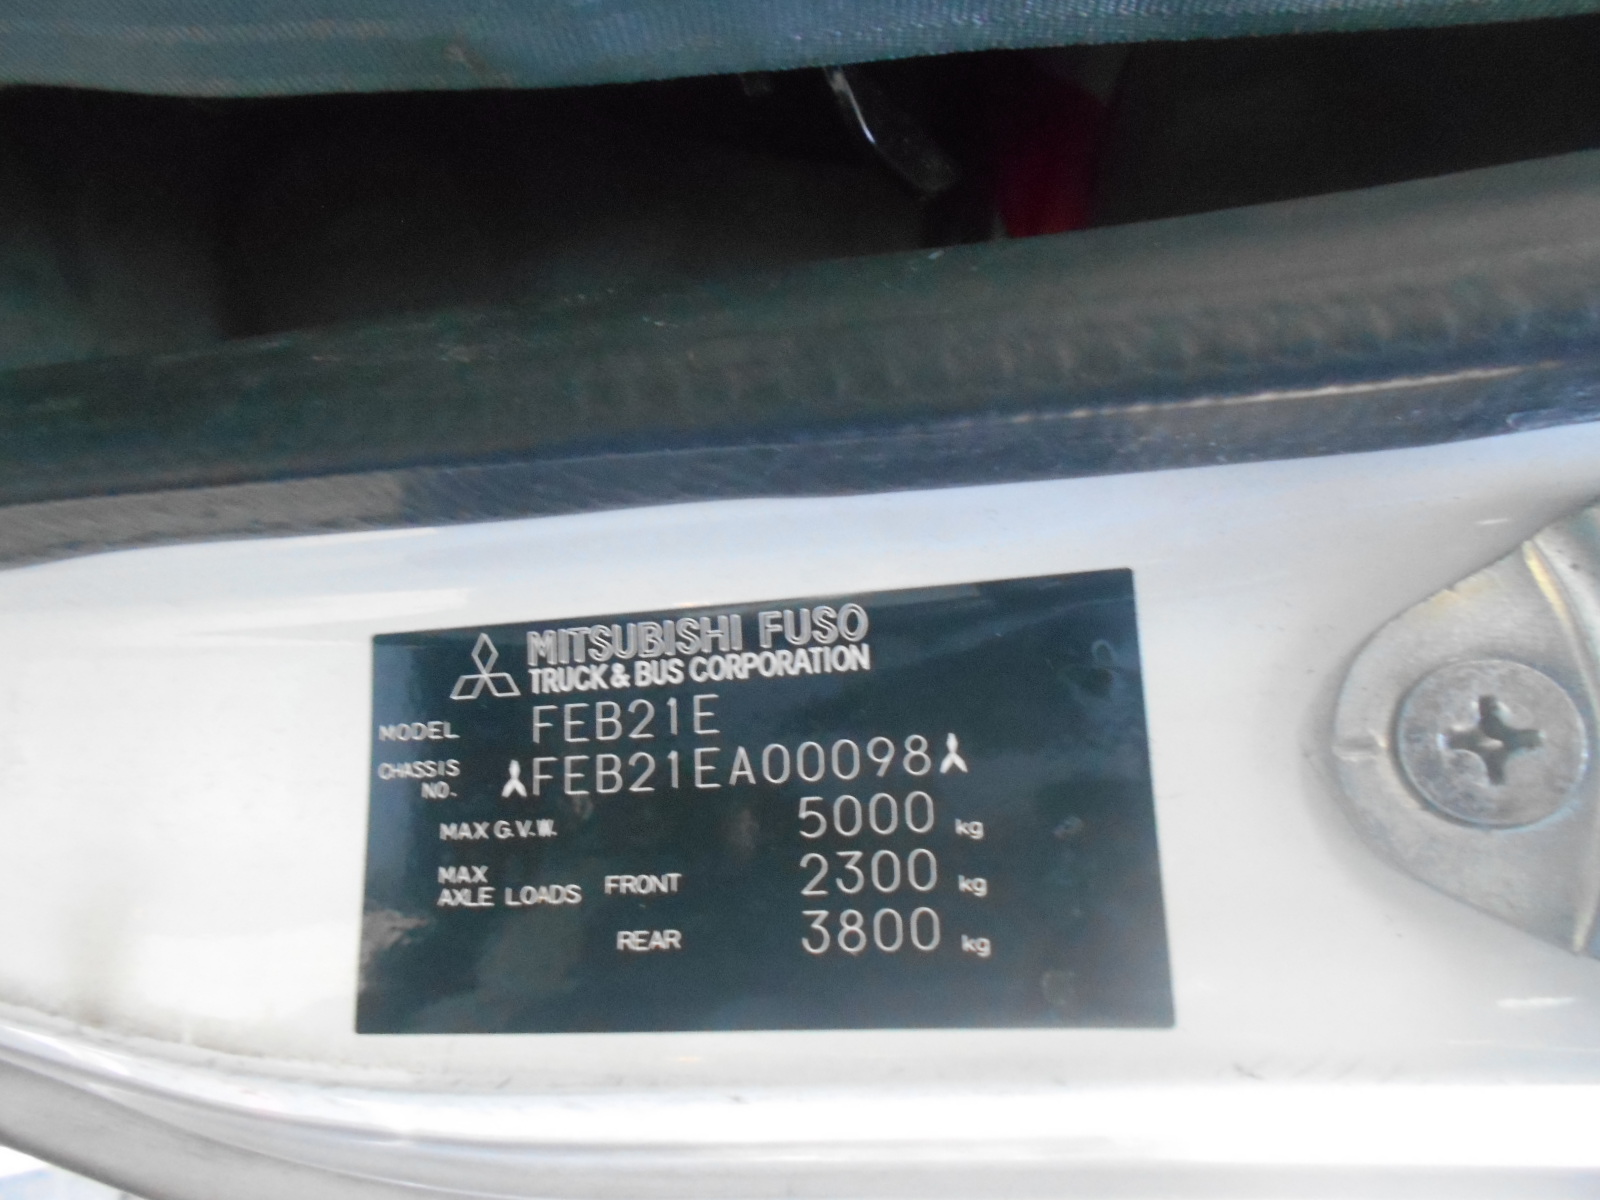 MITSUBISHI FUSO
TRUCK & BUS CORPORATION
MODEL FEB21E
CHASSIS NO. FEB21EA00098
MAX G.V.W. 5000 kg
MAX AXLE LOADS FRONT 2300 kg
REAR 3800 kg